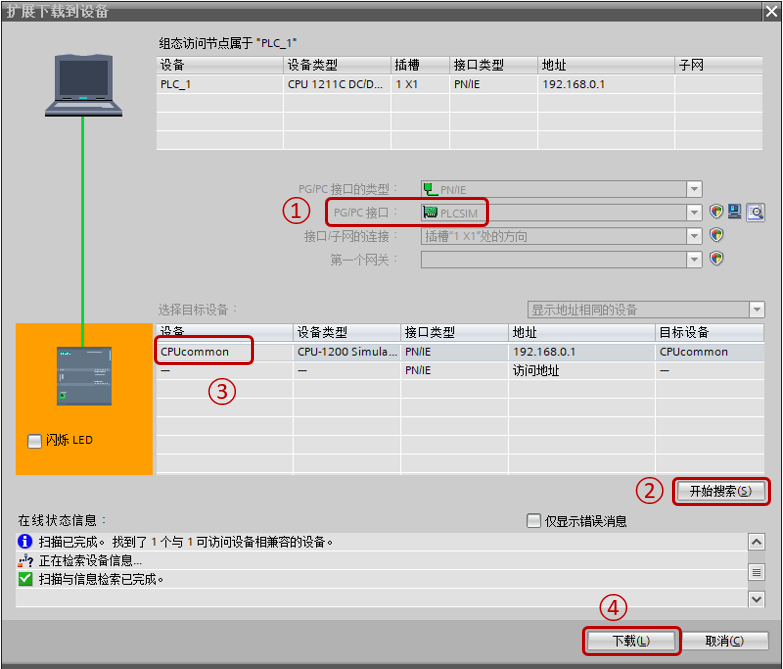 扩展下载到设备
组态访问节点属于 "PLC_1"
设备 设备类型 插槽 接口类型 地址 子网
PLC_1 CPU 1211C DC/D... 1 X1 PN/IE 192.168.0.1
PG/PC 接口的类型： PN/IE
① PG/PC 接口： PLCSIM
接口/子网的连接： 插槽"1 X1"处的方向
第一个网关：
选择目标设备： 显示地址相同的设备
设备 设备类型 接口类型 地址 目标设备
CPUcommon CPU-1200 Simula... PN/IE 192.168.0.1 CPUcommon
— — PN/IE 访问地址 —
③
闪烁 LED
② 开始搜索(S)
在线状态信息： 仅显示错误消息
扫描已完成。 找到了 1 个与 1 可访问设备相兼容的设备。
正在检索设备信息...
扫描与信息检索已完成。
④
下载(L) 取消(C)